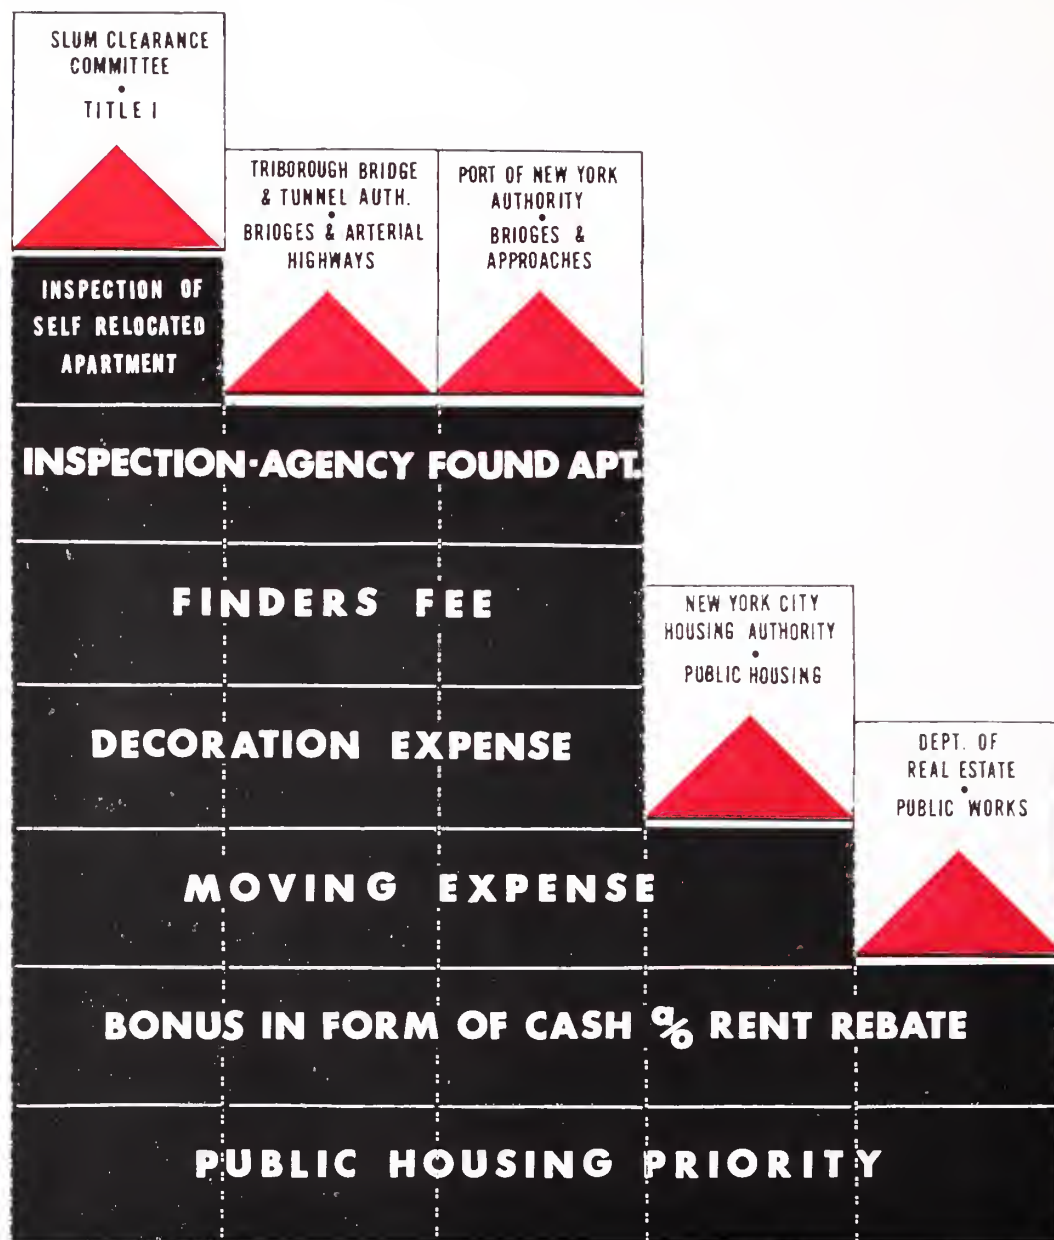 SLUM CLEARANCE
COMMITTEE
•
TITLE I
TRIBOROUGH BRIDGE
& TUNNEL AUTH.
•
BRIDGES & ARTERIAL
HIGHWAYS
PORT OF NEW YORK
AUTHORITY
•
BRIDGES &
APPROACHES
INSPECTION OF
SELF RELOCATED
APARTMENT
INSPECTION-AGENCY FOUND APT.
FINDERS FEE
NEW YORK CITY
HOUSING AUTHORITY
•
PUBLIC HOUSING
DECORATION EXPENSE
DEPT. OF
REAL ESTATE
•
PUBLIC WORKS
MOVING EXPENSE
BONUS IN FORM OF CASH a/o RENT REBATE
PUBLIC HOUSING PRIORITY